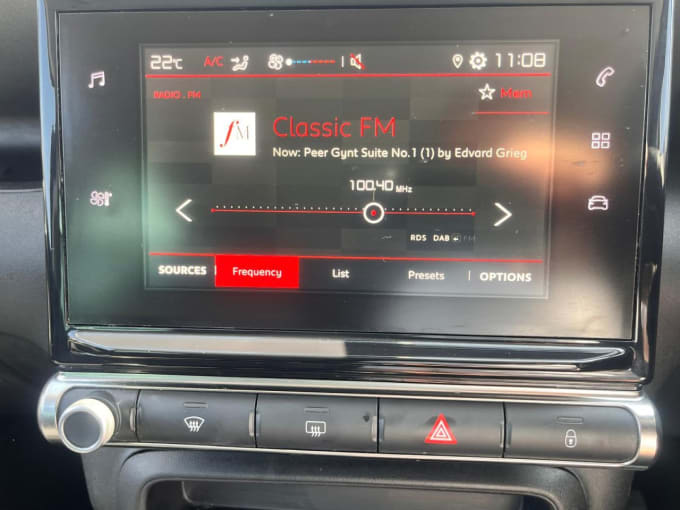 22°C A/C 11:08
RADIO . FM
Mem
fM
Classic FM
Now: Peer Gynt Suite No.1 (1) by Edvard Grieg
100.40 MHz
RDS DAB FM
SOURCES Frequency List Presets OPTIONS